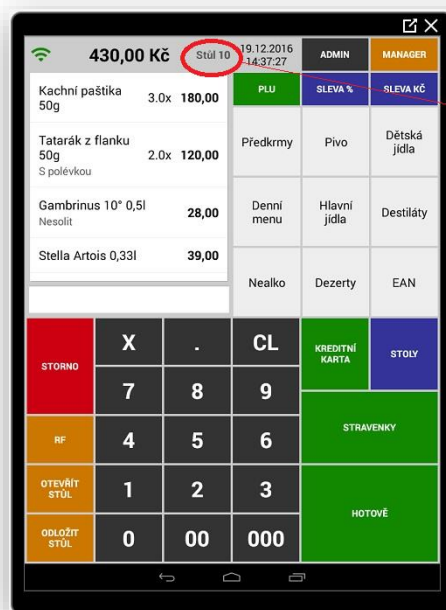 430,00 Kč
Stůl 10
19.12.2016
14:37:27
ADMIN
MANAGER
Kachní paštika
50g
3.0x 180,00
Tatarák z flanku
50g
2.0x 120,00
S polévkou
Gambrinus 10° 0,5l
28,00
Nesolit
Stella Artois 0,33l
39,00
PLU
SLEVA %
SLEVA KČ
Předkrmy
Pivo
Dětská
jídla
Denní
menu
Hlavní
jídla
Destiláty
Nealko
Dezerty
EAN
STORNO
X
.
CL
KREDITNÍ
KARTA
STOLY
7
8
9
RF
4
5
6
STRAVENKY
OTEVŘÍT
STŮL
1
2
3
HOTOVĚ
ODLOŽIT
STŮL
0
00
000